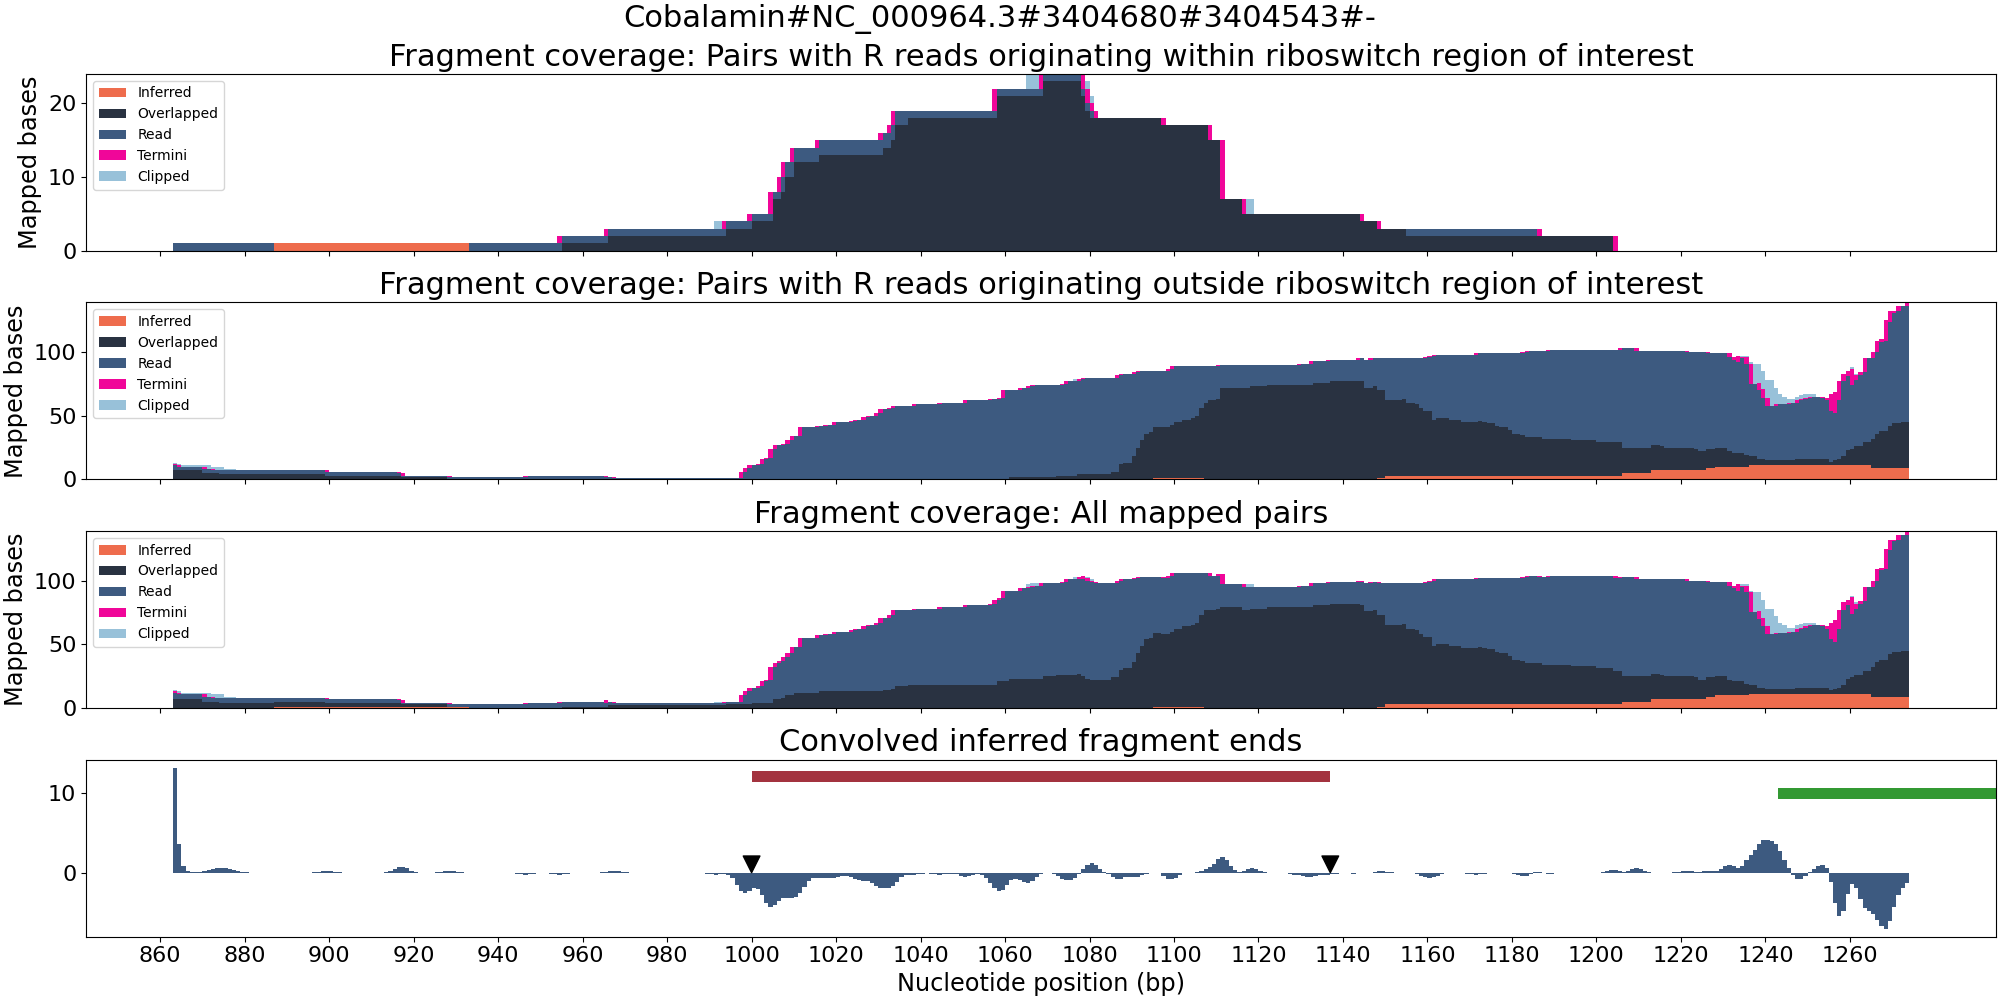 Cobalamin#NC_000964.3#3404680#3404543#-
Fragment coverage: Pairs with R reads originating within riboswitch region of interest
Mapped bases
20
10
0
Inferred
Overlapped
Read
Termini
Clipped
Fragment coverage: Pairs with R reads originating outside riboswitch region of interest
Mapped bases
100
50
0
Inferred
Overlapped
Read
Termini
Clipped
Fragment coverage: All mapped pairs
Mapped bases
100
50
0
Inferred
Overlapped
Read
Termini
Clipped
Convolved inferred fragment ends
10
0
860 880 900 920 940 960 980 1000 1020 1040 1060 1080 1100 1120 1140 1160 1180 1200 1220 1240 1260
Nucleotide position (bp)